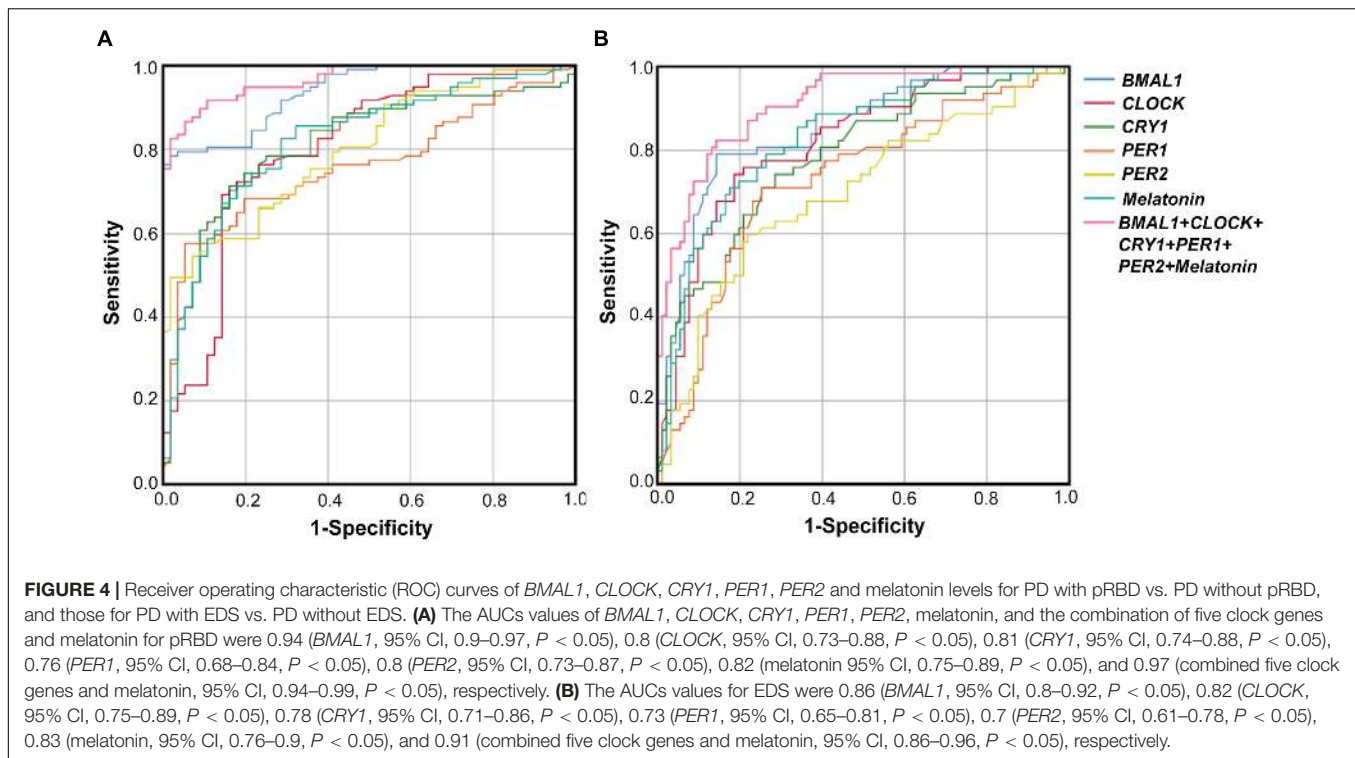 A
B
1.0
0.8
0.6
0.4
0.2
0.0
Sensitivity
0.0 0.2 0.4 0.6 0.8 1.0
1-Specificity
1.0
0.8
0.6
0.4
0.2
0.0
Sensitivity
0.0 0.2 0.4 0.6 0.8 1.0
1-Specificity
BMAL1
CLOCK
CRY1
PER1
PER2
Melatonin
BMAL1+CLOCK+
CRY1+PER1+
PER2+Melatonin
FIGURE 4 | Receiver operating characteristic (ROC) curves of BMAL1, CLOCK, CRY1, PER1, PER2 and melatonin levels for PD with pRBD vs. PD without pRBD,
and those for PD with EDS vs. PD without EDS. (A) The AUCs values of BMAL1, CLOCK, CRY1, PER1, PER2, melatonin, and the combination of five clock genes
and melatonin for pRBD were 0.94 (BMAL1, 95% CI, 0.9–0.97, P < 0.05), 0.8 (CLOCK, 95% CI, 0.73–0.88, P < 0.05), 0.81 (CRY1, 95% CI, 0.74–0.88, P < 0.05),
0.76 (PER1, 95% CI, 0.68–0.84, P < 0.05), 0.8 (PER2, 95% CI, 0.73–0.87, P < 0.05), 0.82 (melatonin 95% CI, 0.75–0.89, P < 0.05), and 0.97 (combined five clock
genes and melatonin, 95% CI, 0.94–0.99, P < 0.05), respectively. (B) The AUCs values for EDS were 0.86 (BMAL1, 95% CI, 0.8–0.92, P < 0.05), 0.82 (CLOCK,
95% CI, 0.75–0.89, P < 0.05), 0.78 (CRY1, 95% CI, 0.71–0.86, P < 0.05), 0.73 (PER1, 95% CI, 0.65–0.81, P < 0.05), 0.7 (PER2, 95% CI, 0.61–0.78, P < 0.05),
0.83 (melatonin, 95% CI, 0.76–0.9, P < 0.05), and 0.91 (combined five clock genes and melatonin, 95% CI, 0.86–0.96, P < 0.05), respectively.